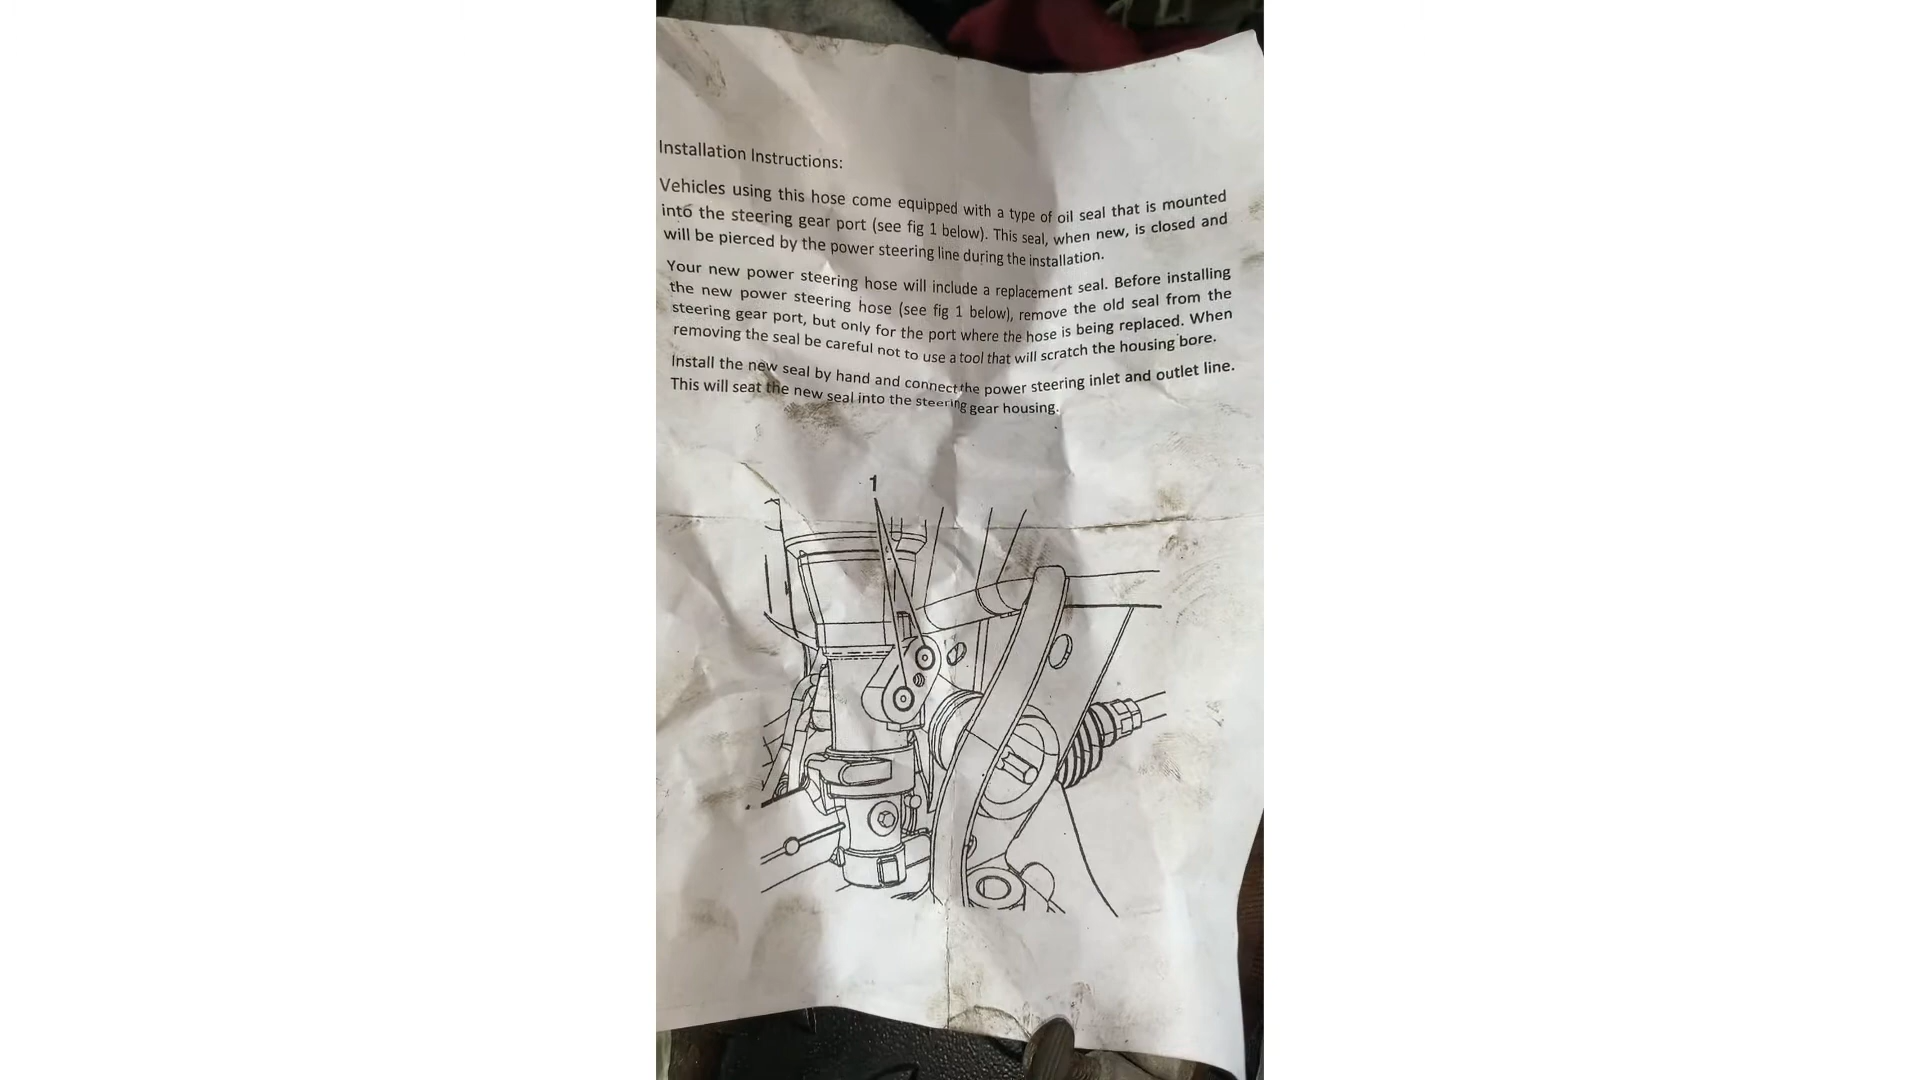 Installation Instructions:
Vehicles using this hose come equipped with a type of oil seal that is mounted
into the steering gear port (see fig 1 below). This seal, when new, is closed and
will be pierced by the power steering line during the installation.
Your new power steering hose will include a replacement seal. Before installing
the new power steering hose (see fig 1 below), remove the old seal from the
steering gear port, but only for the port where the hose is being replaced. When
removing the seal be careful not to use a tool that will scratch the housing bore.
Install the new seal by hand and connect the power steering inlet and outlet line.
This will seat the new seal into the steering gear housing.
1